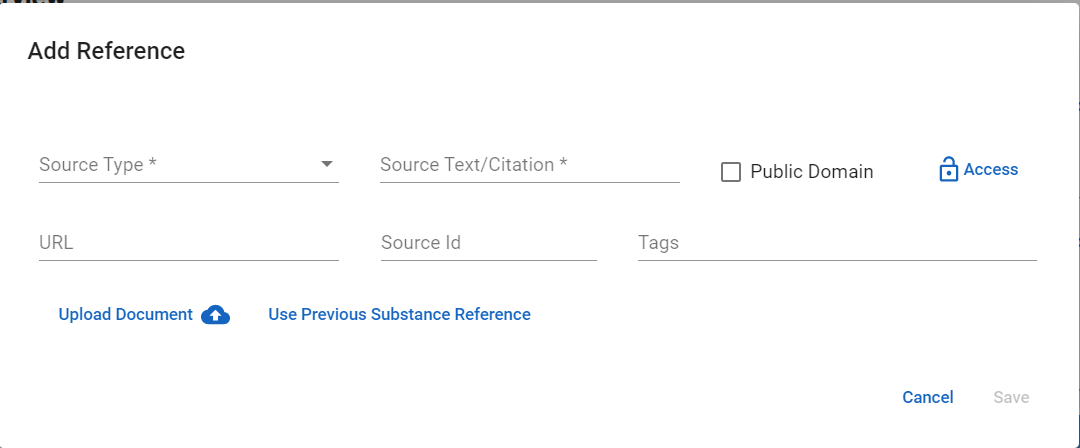 Add Reference
Source Type *
Source Text/Citation *
Public Domain
Access
URL
Source Id
Tags
Upload Document
Use Previous Substance Reference
Cancel
Save